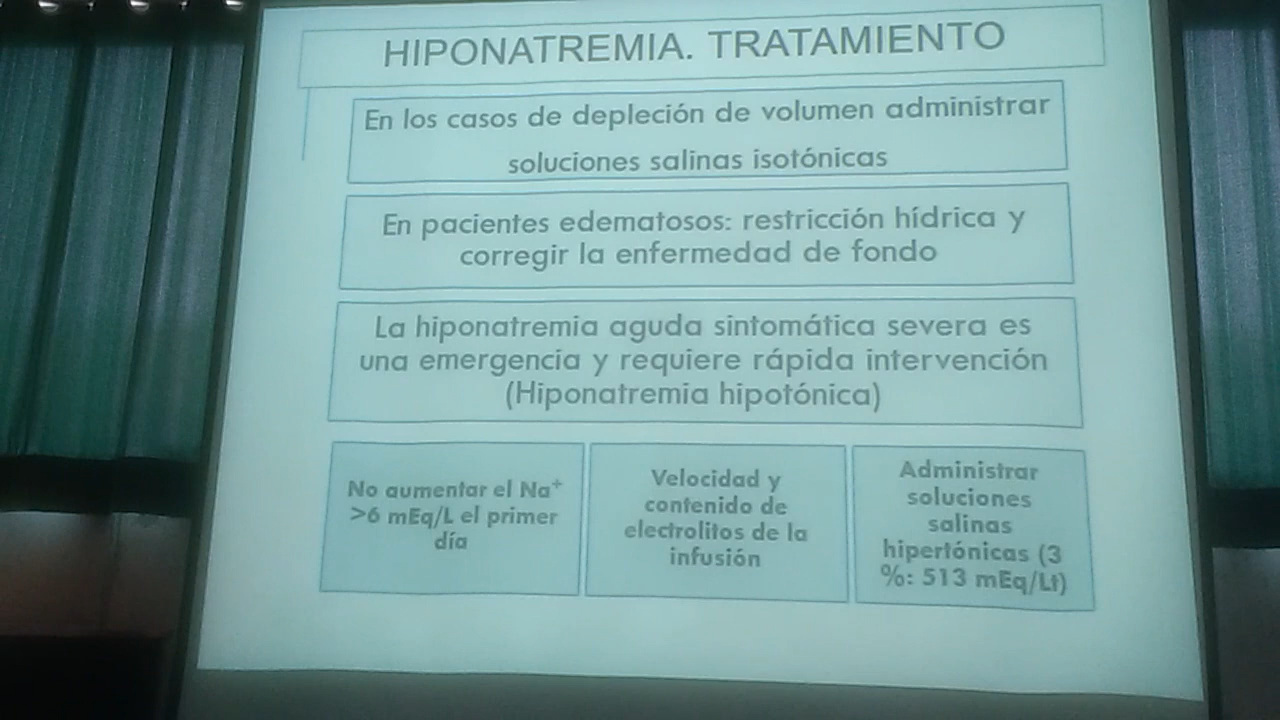 HIPONATREMIA. TRATAMIENTO
En los casos de depleción de volumen administrar
soluciones salinas isotónicas
En pacientes edematosos: restricción hídrica y
corregir la enfermedad de fondo
La hiponatremia aguda sintomática severa es
una emergencia y requiere rápida intervención
(Hiponatremia hipotónica)
No aumentar el Na⁺
>6 mEq/L el primer
día
Velocidad y
contenido de
electrolitos de la
infusión
Administrar
soluciones
salinas
hipertónicas (3
%: 513 mEq/Lt)